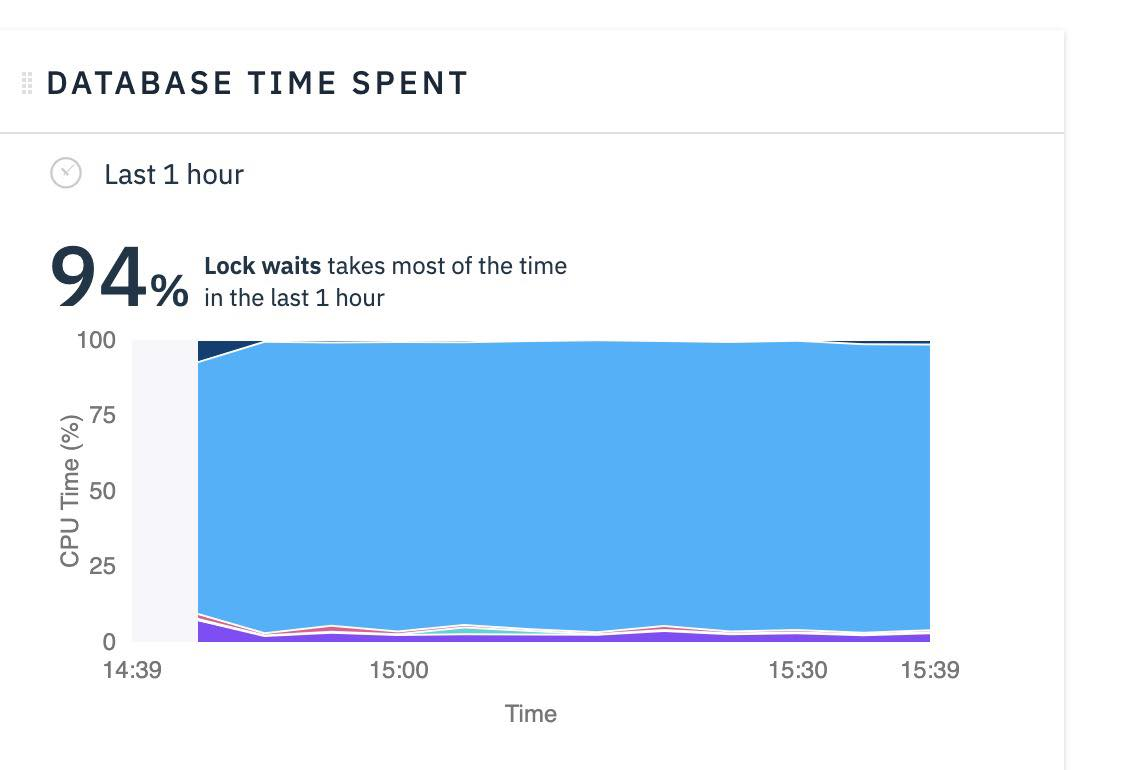 DATABASE TIME SPENT
Last 1 hour
94%
Lock waits takes most of the time
in the last 1 hour
100
75
50
25
0
CPU Time (%)
14:39
15:00
15:30
15:39
Time